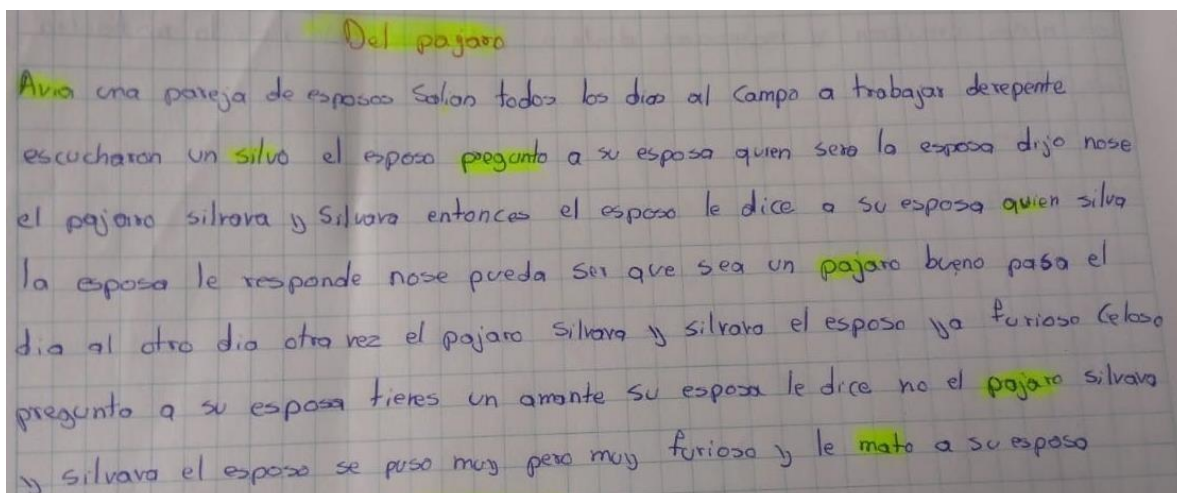 Del pajaro
Avia una pareja de esposos Salian todos los dias al Campo a trabajar derepente
escucharon un silvo el esposo pregunto a su esposa quien sera la esposa dijo nose
el pajaro silvava y Silvava entonces el esposo le dice a su esposa quien silva
la esposa le responde nose pueda ser que sea un pajaro bueno pasa el
dia al otro dia otra vez el pajaro Silvava y silvava el esposo ya furioso Celoso
pregunto a su esposa tienes un amante su esposa le dice no el pajaro silvava
y silvava el esposo se puso muy pero muy furioso y le mato a su esposa